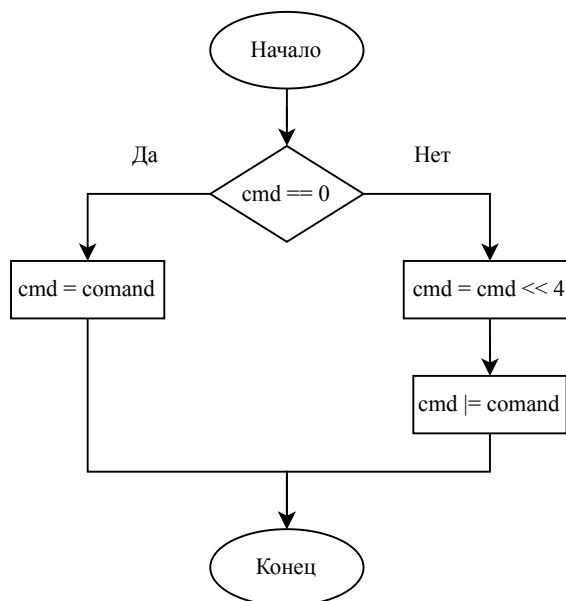 Начало
Да
Нет
cmd == 0
cmd = comand
cmd = cmd << 4
cmd |= comand
Конец